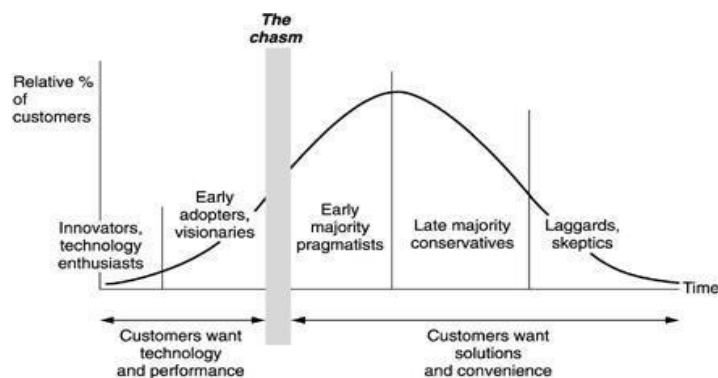 The
chasm
Relative %
of
customers
Innovators,
technology
enthusiasts
Early
adopters,
visionaries
Early
majority
pragmatists
Late majority
conservatives
Laggards,
skeptics
Time
Customers want
technology
and performance
Customers want
solutions
and convenience